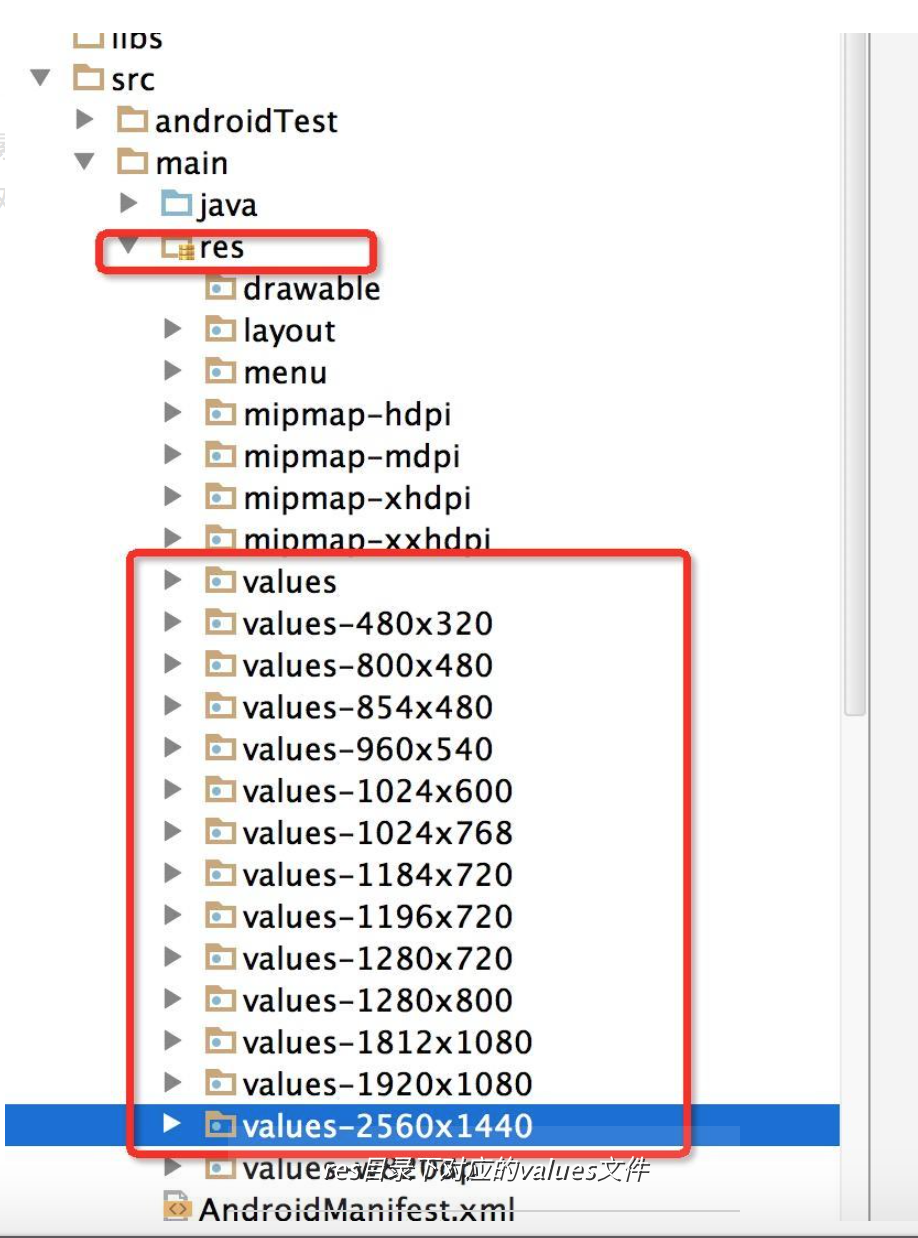 libs
src
androidTest
main
java
res
drawable
layout
menu
mipmap-hdpi
mipmap-mdpi
mipmap-xhdpi
mipmap-xxhdpi
values
values-480x320
values-800x480
values-854x480
values-960x540
values-1024x600
values-1024x768
values-1184x720
values-1196x720
values-1280x720
values-1280x800
values-1812x1080
values-1920x1080
values-2560x1440
values-w820dp
res目录下对应的values文件
AndroidManifest.xml